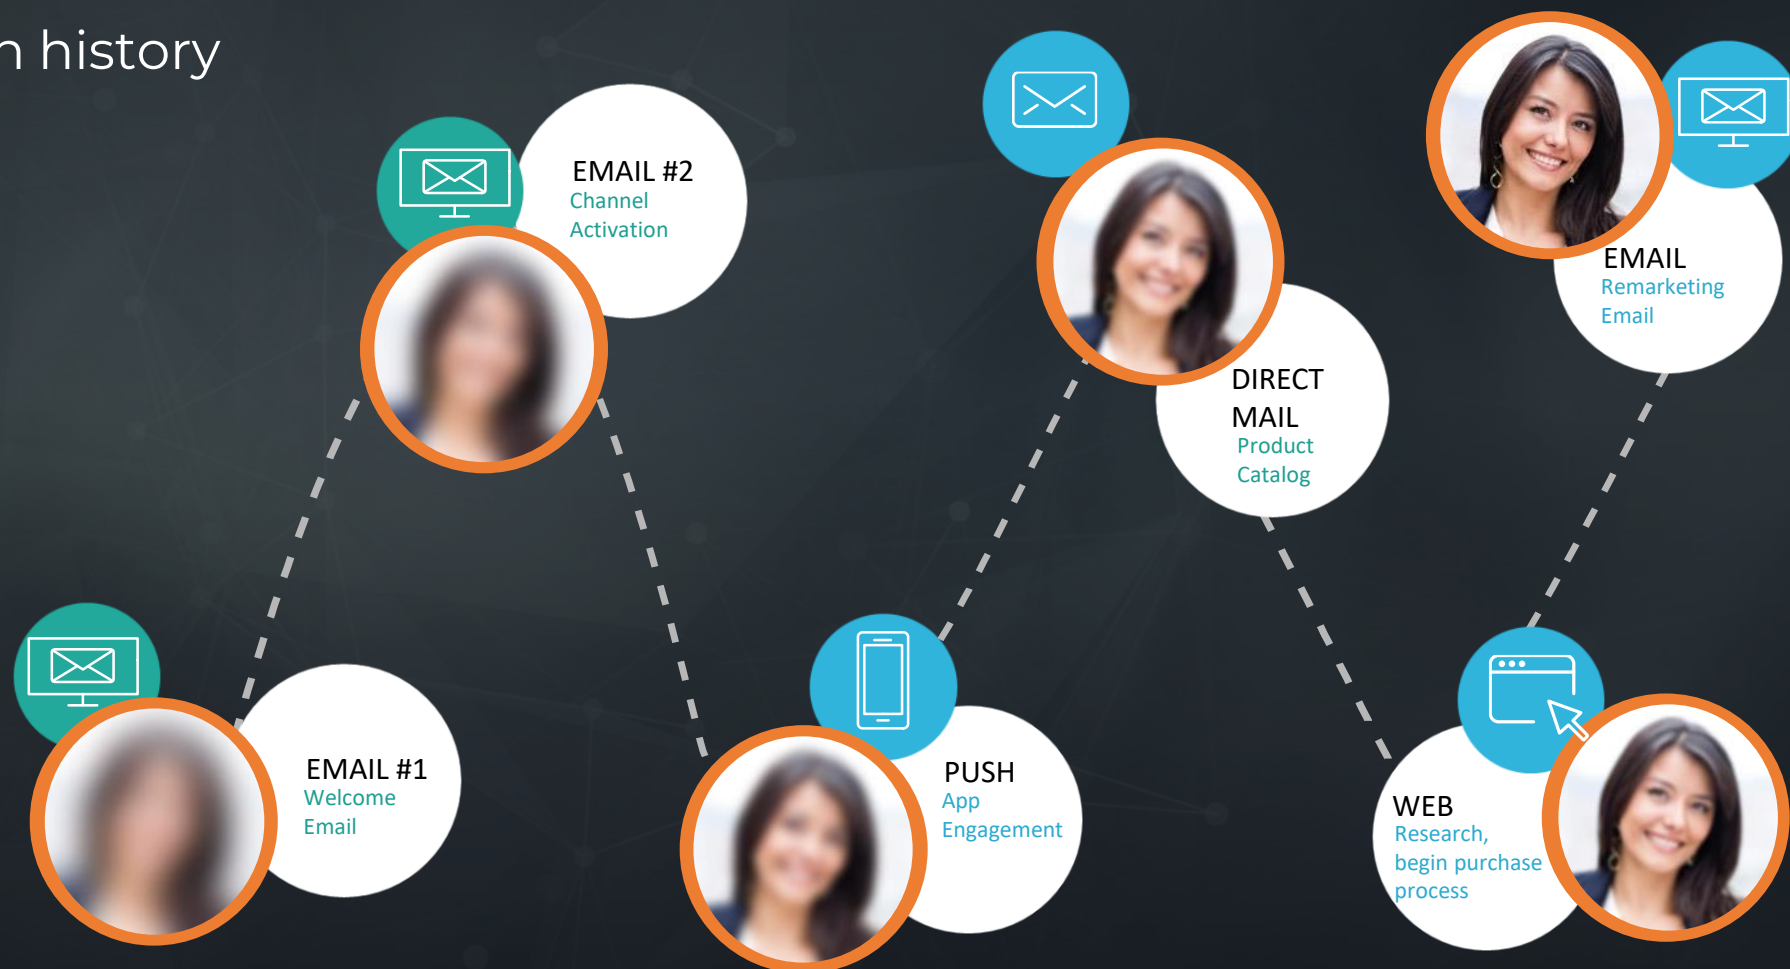 n history
EMAIL #2
Channel
Activation
EMAIL
Remarketing
Email
DIRECT
MAIL
Product
Catalog
EMAIL #1
Welcome
Email
PUSH
App
Engagement
WEB
Research,
begin purchase
process